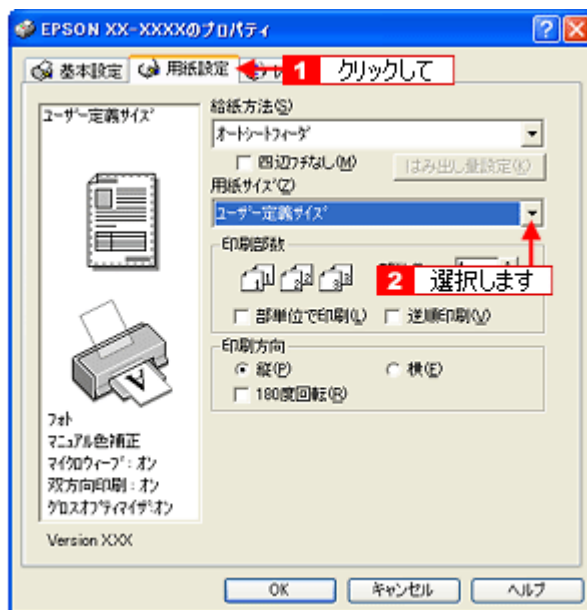 EPSON XX-XXXXのプロパティ
基本設定 用紙設定 1 クリックして
ユーザー定義サイズ
給紙方法(S)
オートシートフィーダ
四辺フチなし(M) はみ出し量設定(K)
用紙サイズ(Z)
ユーザー定義サイズ
印刷部数
2 選択します
部単位で印刷(L) 逆順印刷(V)
印刷方向
縦(P) 横(E)
180度回転(R)
フォト
マニュアル色補正
マイクロウィーブ:オン
双方向印刷:オン
グロスオプティマイザ:オン
Version XXX
OK キャンセル ヘルプ